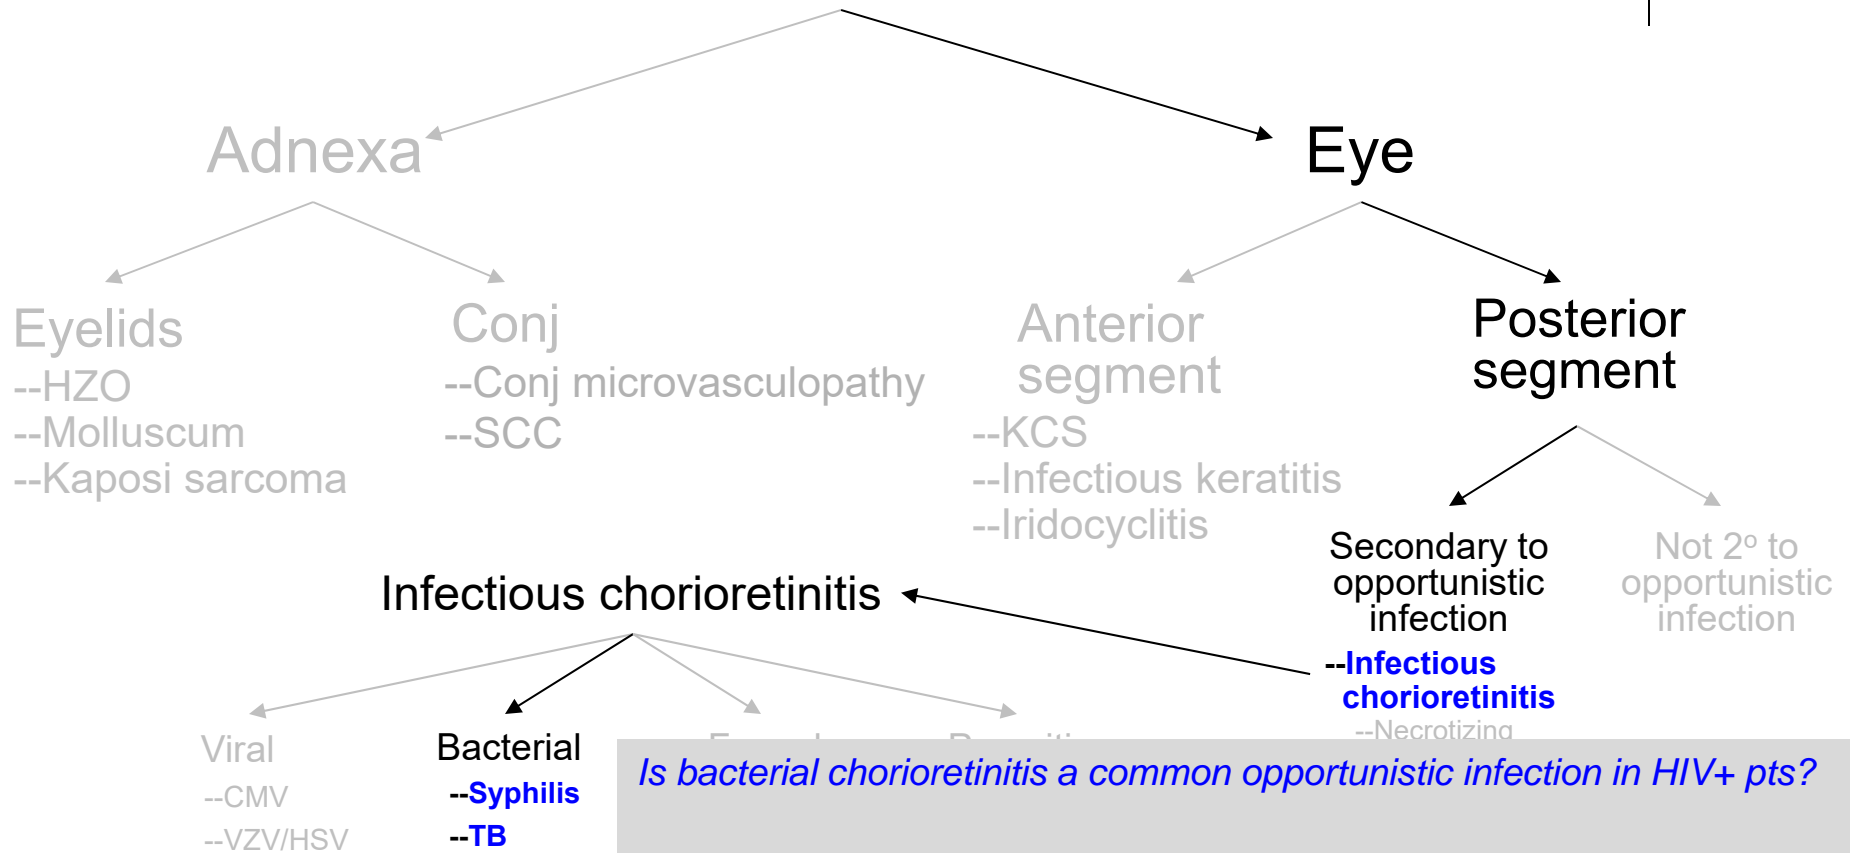 Adnexa
Eye
Eyelids
--HZO
--Molluscum
--Kaposi sarcoma
Conj
--Conj microvasculopathy
--SCC
Anterior
segment
--KCS
--Infectious keratitis
--Iridocyclitis
Posterior
segment
Secondary to
opportunistic
infection
--Infectious
chorioretinitis
--Necrotizing
Not 2º to
opportunistic
infection
Infectious chorioretinitis
Viral
--CMV
--VZV/HSV
Bacterial
--Syphilis
--TB
Is bacterial chorioretinitis a common opportunistic infection in HIV+ pts?